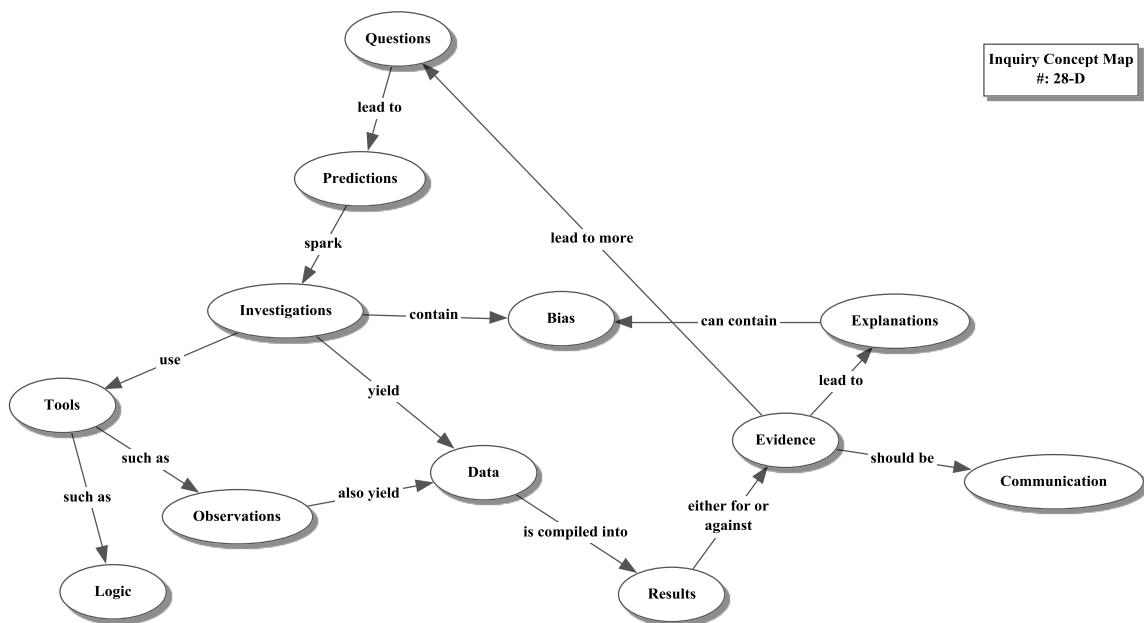 Questions
Inquiry Concept Map
#: 28-D
lead to
Predictions
lead to more
spark
Investigations
contain
Bias
can contain
Explanations
use
yield
lead to
Tools
Evidence
such as
Data
should be
Communication
such as
also yield
Observations
either for or
against
is compiled into
Logic
Results